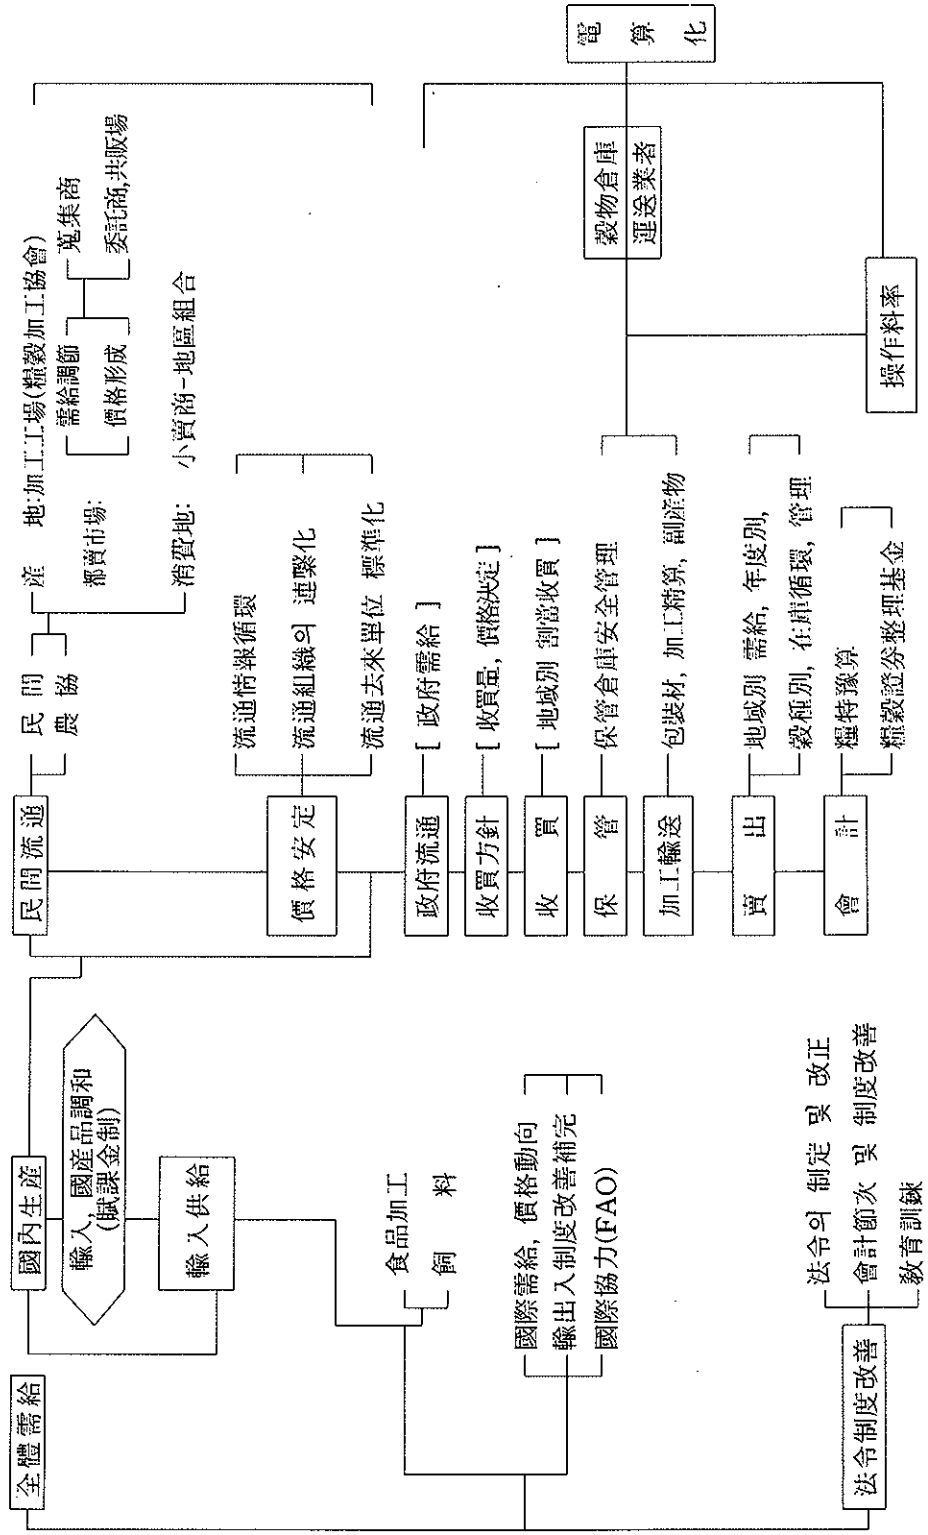 全體需給
國內生産
輸入, 國産品調和
(賦課金制)
輸入供給
食品加工
飼 料
國際需給, 價格動向
輸出入制度改善補完
國際協力(FAO)
法令制度改善
法令의 制定 및 改正
會計節次 및 制度改善
敎育訓鍊
民間流通
民 間
農 協
産 地:加工工場(糧穀加工協會)
都賣市場:
需給調節
價格形成
蒐集商
委託商,共販場
消費地: 小賣商-地區組合
價格安定
流通情報循環
流通組織의 連繫化
流通去來單位 標準化
政府流通
[ 政府需給 ]
收買方針
[ 收買量, 價格決定 ]
收 買
[ 地域別 割當收買 ]
保 管
保管倉庫安全管理
加工輸送
包裝材, 加工精算, 副産物
賣 出
地域別 需給, 年度別,
穀種別, 在庫循環, 管理
會 計
糧特豫算
糧穀證券整理基金
穀物倉庫
運送業者
操作料率
電 算 化